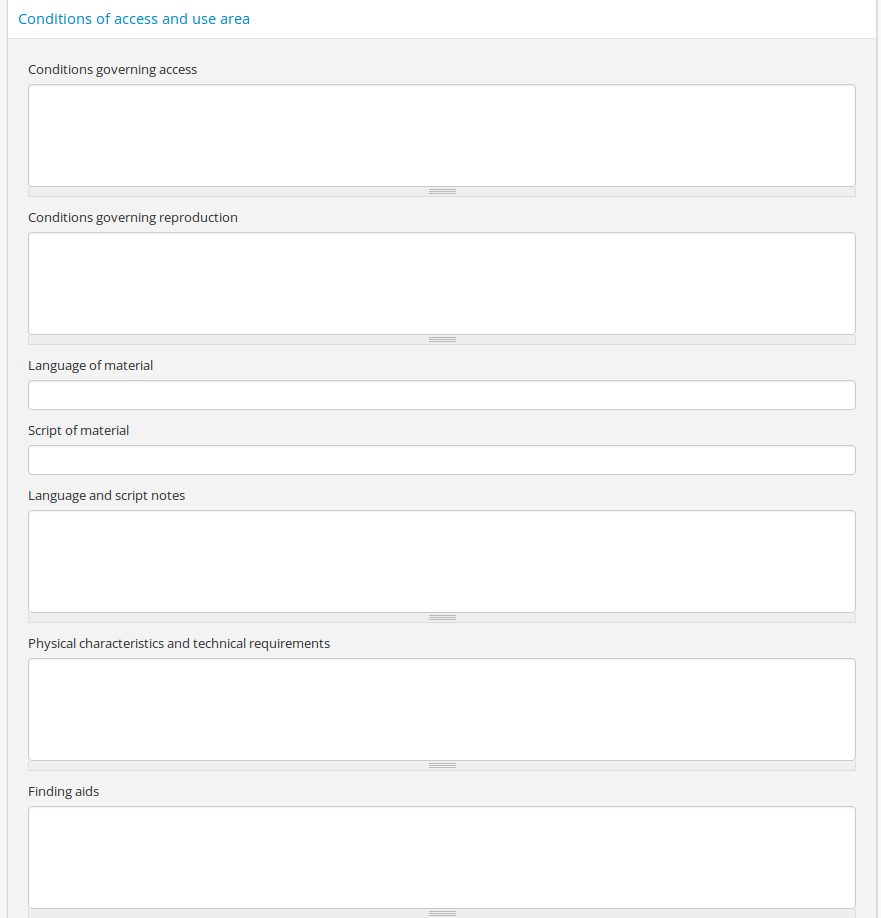 Conditions of access and use area
Conditions governing access
Conditions governing reproduction
Language of material
Script of material
Language and script notes
Physical characteristics and technical requirements
Finding aids